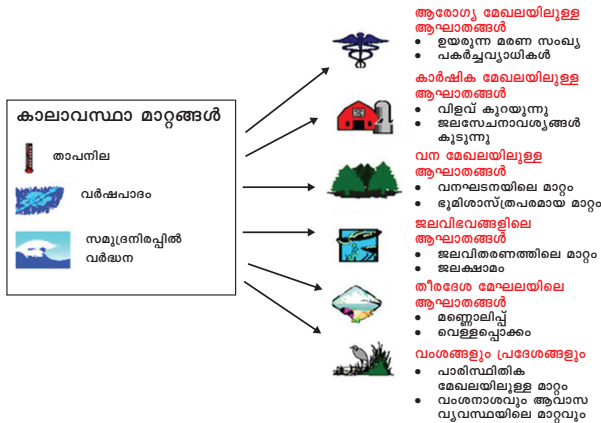 കാലാവസ്ഥാ മാറ്റങ്ങൾ
താപനില
വർഷപാദം
സമുദ്രനിരപ്പിൽ
വർദ്ധന
ആരോഗ്യ മേഖലയിലുള്ള
ആഘാതങ്ങൾ
• ഉയരുന്ന മരണ സംഖ്യ
• പകർച്ചവ്യാധികൾ
കാർഷിക മേഖലയിലുള്ള
ആഘാതങ്ങൾ
• വിളവ് കുറയുന്നു
• ജലസേചനാവശ്യങ്ങൾ
കൂടുന്നു
വന മേഖലയിലുള്ള
ആഘാതങ്ങൾ
• വനഘടനയിലെ മാറ്റം
• ഭൂമിശാസ്ത്രപരമായ മാറ്റം
ജലവിഭവങ്ങളിലെ
ആഘാതങ്ങൾ
• ജലവിതരണത്തിലെ മാറ്റം
• ജലക്ഷാമം
തീരദേശ മേഘലയിലെ
ആഘാതങ്ങൾ
• മണ്ണൊലിപ്പ്
• വെള്ളപ്പൊക്കം
വംശങ്ങളും പ്രദേശങ്ങളും
• പാരിസ്ഥിതിക
മേഖലയിലുള്ള മാറ്റം
• വംശനാശവും ആവാസ
വ്യവസ്ഥയിലെ മാറ്റവും